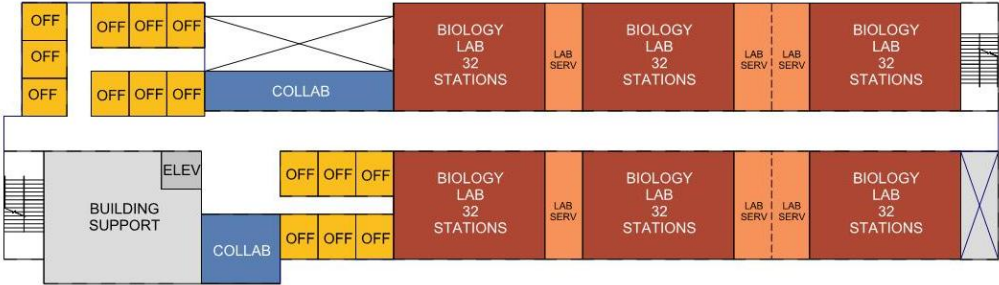 OFF
OFF
OFF
OFF OFF OFF
OFF OFF OFF
COLLAB
BIOLOGY
LAB
32
STATIONS
LAB
SERV
BIOLOGY
LAB
32
STATIONS
LAB
SERV
LAB
SERV
BIOLOGY
LAB
32
STATIONS
ELEV
BUILDING
SUPPORT
COLLAB
OFF OFF OFF
OFF OFF OFF
BIOLOGY
LAB
32
STATIONS
LAB
SERV
BIOLOGY
LAB
32
STATIONS
LAB
SERV
LAB
SERV
BIOLOGY
LAB
32
STATIONS